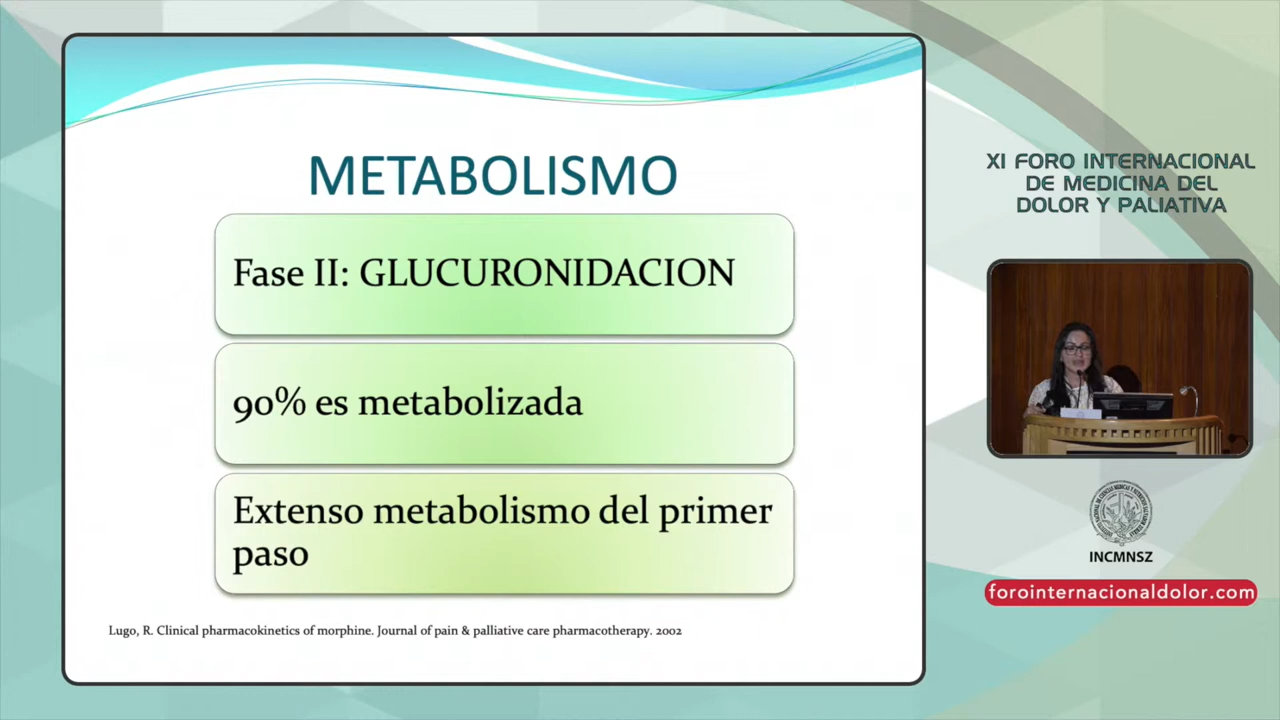 METABOLISMO
Fase II: GLUCURONIDACION
90% es metabolizada
Extenso metabolismo del primer
paso
Lugo, R. Clinical pharmacokinetics of morphine. Journal of pain & palliative care pharmacotherapy. 2002
XI FORO INTERNACIONAL
DE MEDICINA DEL
DOLOR Y PALIATIVA
INCMNSZ
forointernacionaldolor.com